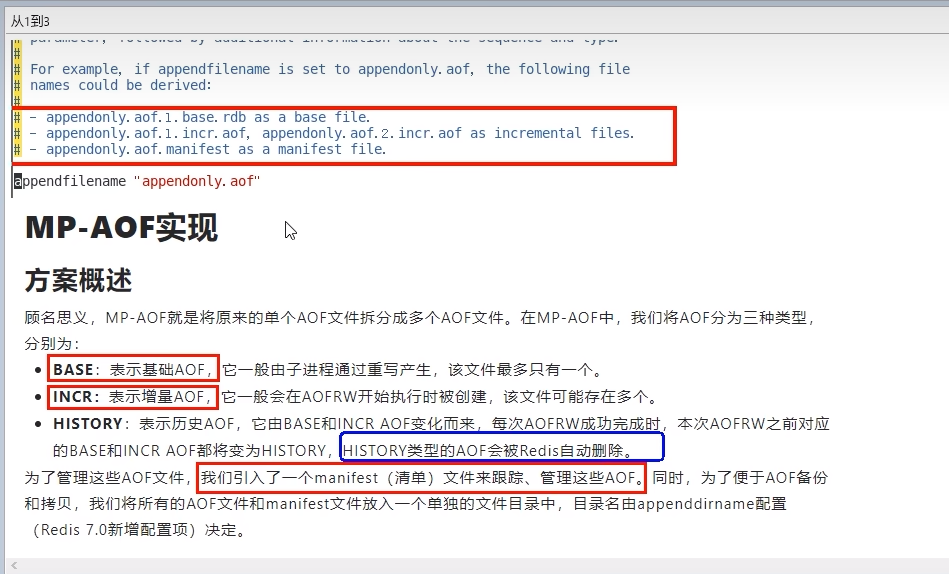 从1到3
# parameter, followed by additional information about the sequence and type.
#
# For example, if appendfilename is set to appendonly.aof, the following file
# names could be derived:
#
# - appendonly.aof.1.base.rdb as a base file.
# - appendonly.aof.1.incr.aof, appendonly.aof.2.incr.aof as incremental files.
# - appendonly.aof.manifest as a manifest file.
appendfilename "appendonly.aof"
MP-AOF实现
方案概述
顾名思义，MP-AOF就是将原来的单个AOF文件拆分成多个AOF文件。在MP-AOF中，我们将AOF分为三种类型，
分别为：
• BASE：表示基础AOF，它一般由子进程通过重写产生，该文件最多只有一个。
• INCR：表示增量AOF，它一般会在AOFRW开始执行时被创建，该文件可能存在多个。
• HISTORY：表示历史AOF，它由BASE和INCR AOF变化而来，每次AOFRW成功完成时，本次AOFRW之前对应
的BASE和INCR AOF都将变为HISTORY，HISTORY类型的AOF会被Redis自动删除。
为了管理这些AOF文件，我们引入了一个manifest（清单）文件来跟踪、管理这些AOF。同时，为了便于AOF备份
和拷贝，我们将所有的AOF文件和manifest文件放入一个单独的文件目录中，目录名由appenddirname配置
（Redis 7.0新增配置项）决定。